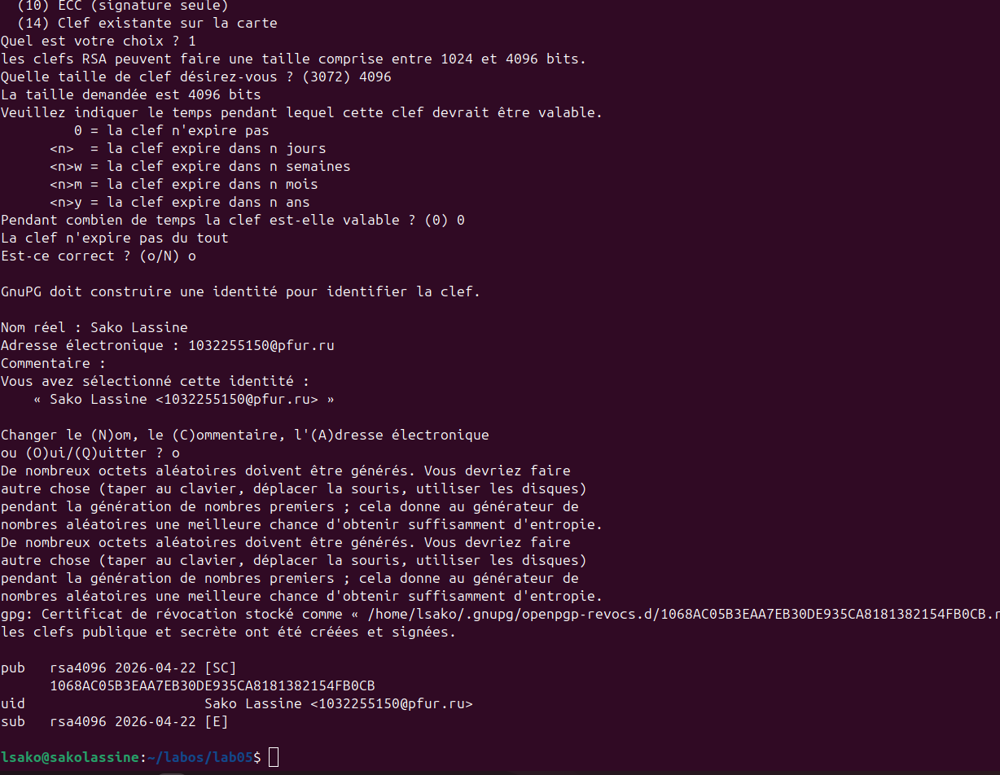 (10) ECC (signature seule)
(14) Clef existante sur la carte
Quel est votre choix ? 1
les clefs RSA peuvent faire une taille comprise entre 1024 et 4096 bits.
Quelle taille de clef désirez-vous ? (3072) 4096
La taille demandée est 4096 bits
Veuillez indiquer le temps pendant lequel cette clef devrait être valable.
0 = la clef n'expire pas
<n>  = la clef expire dans n jours
<n>w = la clef expire dans n semaines
<n>m = la clef expire dans n mois
<n>y = la clef expire dans n ans
Pendant combien de temps la clef est-elle valable ? (0) 0
La clef n'expire pas du tout
Est-ce correct ? (o/N) o
GnuPG doit construire une identité pour identifier la clef.
Nom réel : Sako Lassine
Adresse électronique : 1032255150@pfur.ru
Commentaire :
Vous avez sélectionné cette identité :
« Sako Lassine <1032255150@pfur.ru> »
Changer le (N)om, le (C)ommentaire, l'(A)dresse électronique
ou (O)ui/(Q)uitter ? o
De nombreux octets aléatoires doivent être générés. Vous devriez faire
autre chose (taper au clavier, déplacer la souris, utiliser les disques)
pendant la génération de nombres premiers ; cela donne au générateur de
nombres aléatoires une meilleure chance d'obtenir suffisamment d'entropie.
De nombreux octets aléatoires doivent être générés. Vous devriez faire
autre chose (taper au clavier, déplacer la souris, utiliser les disques)
pendant la génération de nombres premiers ; cela donne au générateur de
nombres aléatoires une meilleure chance d'obtenir suffisamment d'entropie.
gpg: Certificat de révocation stocké comme « /home/lsako/.gnupg/openpgp-revocs.d/1068AC05B3EAA7EB30DE935CA8181382154FB0CB.r
les clefs publique et secrète ont été créées et signées.
pub   rsa4096 2026-04-22 [SC]
1068AC05B3EAA7EB30DE935CA8181382154FB0CB
uid                      Sako Lassine <1032255150@pfur.ru>
sub   rsa4096 2026-04-22 [E]
lsako@sakolassine:~/labos/lab05$